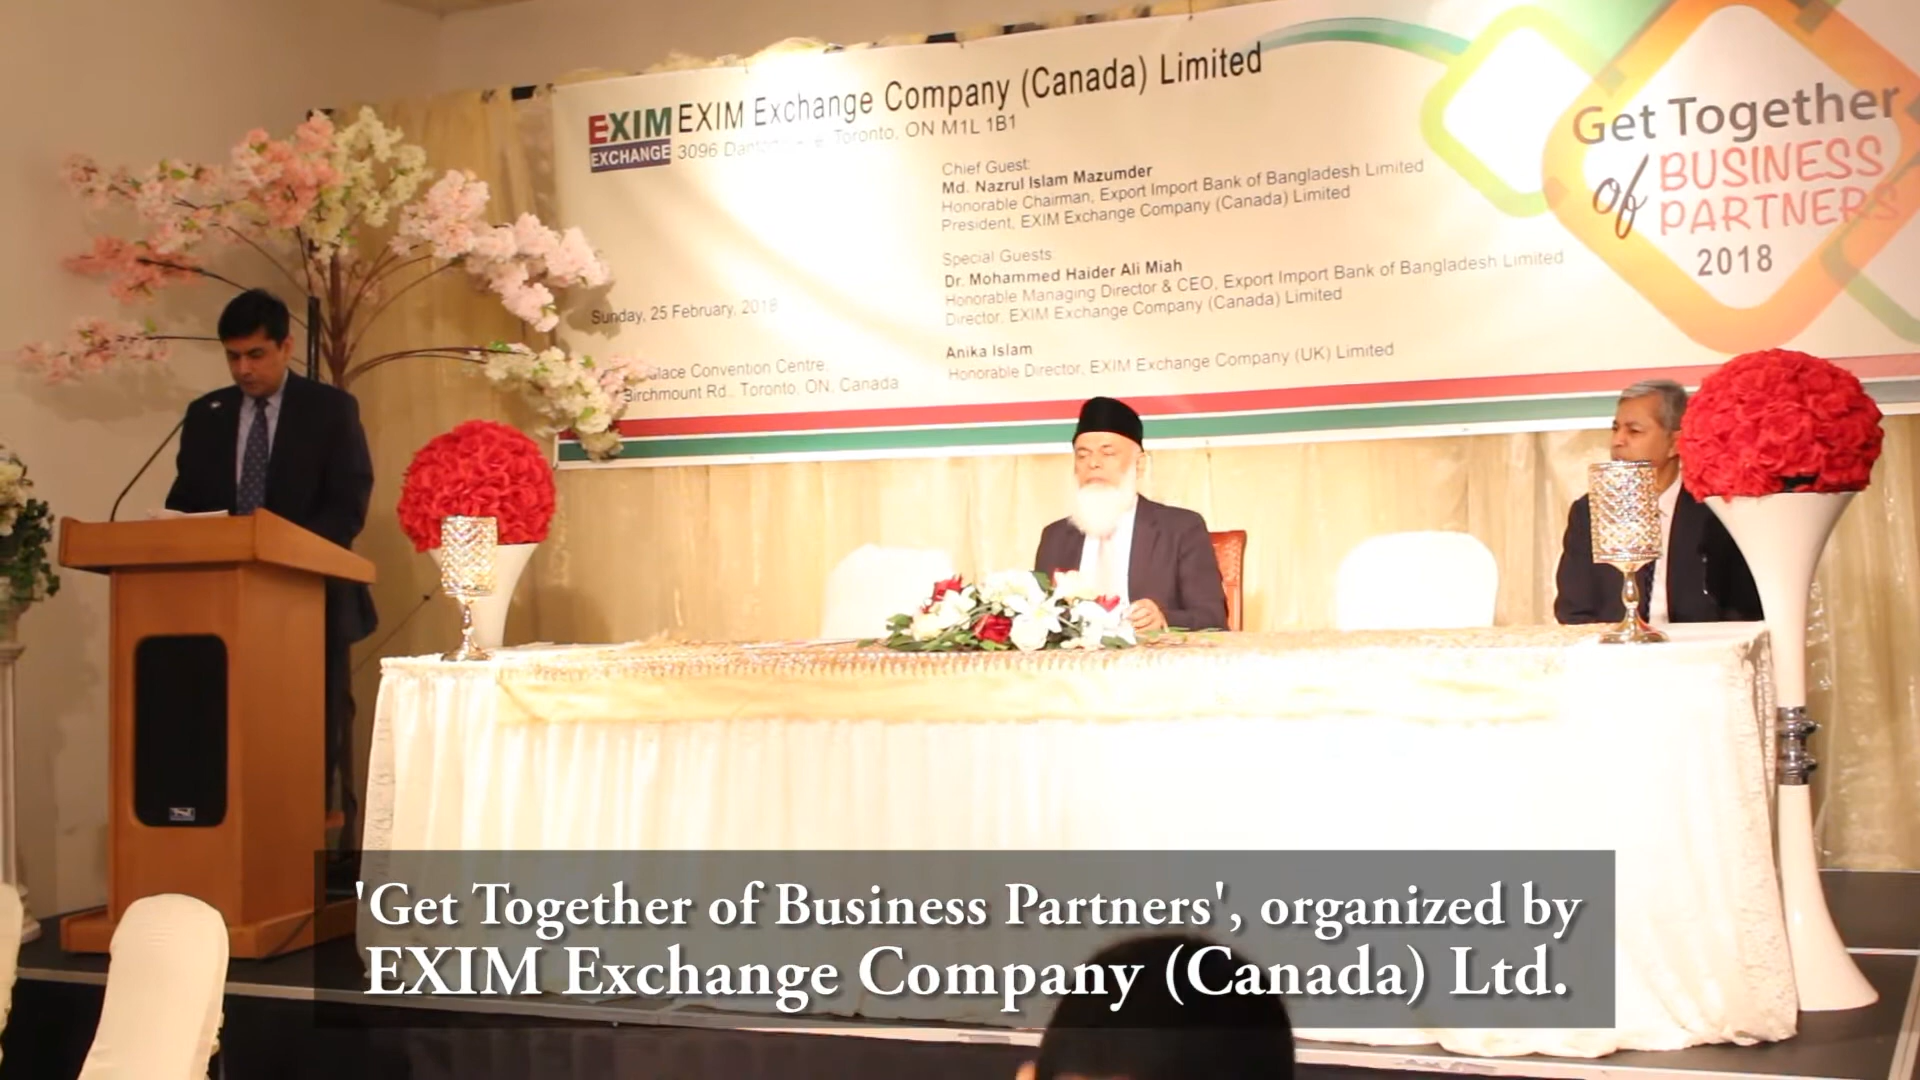 EXIM EXIM Exchange Company (Canada) Limited
EXCHANGE 3096 Toronto, ON M1L 1B1
Chief Guest:
Md. Nazrul Islam Mazumder
Honorable Chairman, Export Import Bank of Bangladesh Limited
President, EXIM Exchange Company (Canada) Limited
Special Guests
Dr. Mohammed Haider Ali Miah
Honorable Managing Director & CEO, Export Import Bank of Bangladesh Limited
Director, EXIM Exchange Company (Canada) Limited
Anika Islam
Honorable Director, EXIM Exchange Company (UK) Limited
Sunday, 25 February, 2018
Convention Centre,
Birchmount Rd., Toronto, ON, Canada
Get Together
of BUSINESS
PARTNERS
2018
'Get Together of Business Partners', organized by
EXIM Exchange Company (Canada) Ltd.